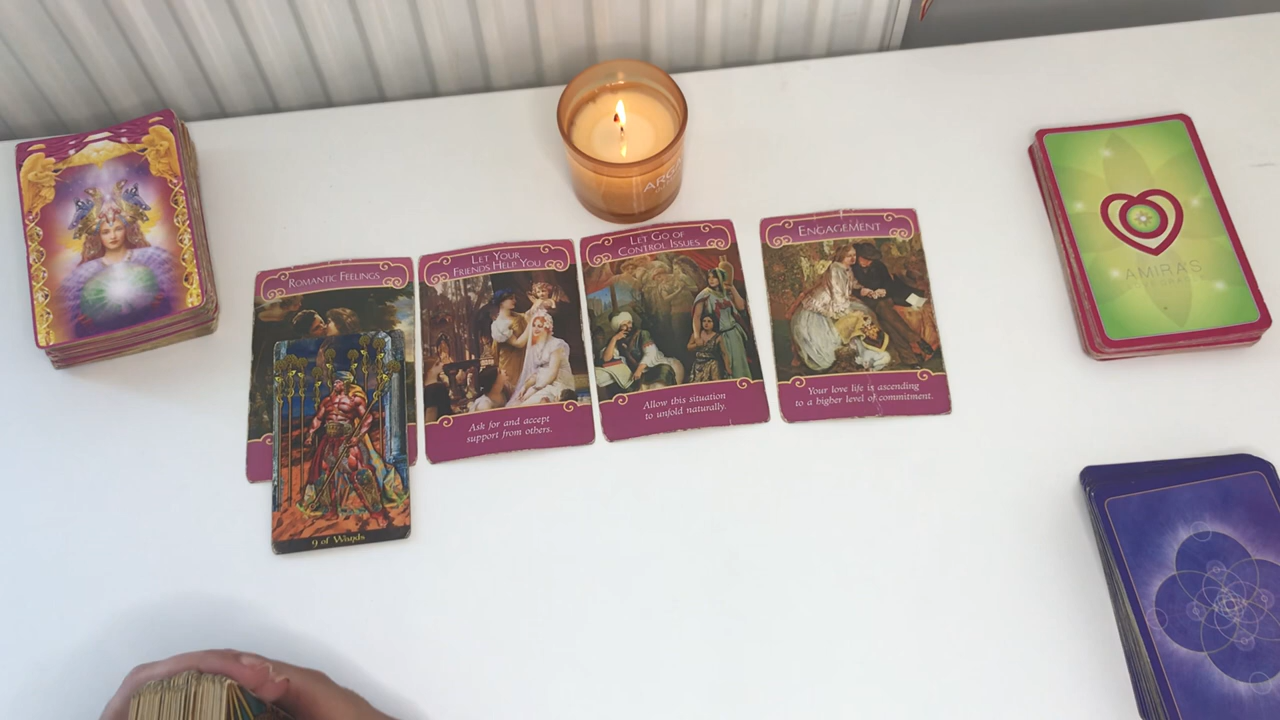 ROMANTIC FEELINGS
LET YOUR
FRIENDS HELP YOU
Ask for and accept
support from others.
LET GO OF
CONTROL ISSUES
Allow this situation
to unfold naturally.
ENGAGEMENT
Your love life is ascending
to a higher level of commitment.
9 of Wands
AMIRA'S